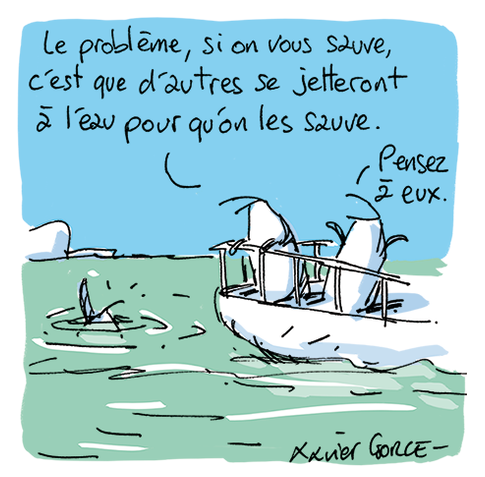 Le problème, si on vous sauve,
c'est que d'autres se jetteront
à l'eau pour qu'on les sauve.
Pensez
à eux.
Xavier GORCE